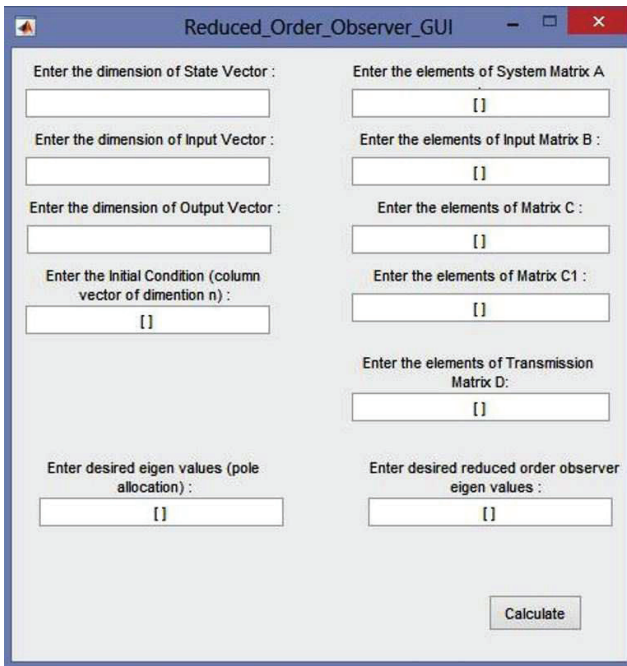 Reduced_Order_Observer_GUI
Enter the dimension of State Vector :
Enter the elements of System Matrix A
:
[ ]
Enter the dimension of Input Vector :
Enter the elements of Input Matrix B :
[ ]
Enter the dimension of Output Vector :
Enter the elements of Matrix C :
[ ]
Enter the Initial Condition (column
vector of dimention n) :
[ ]
Enter the elements of Matrix C1 :
[ ]
Enter the elements of Transmission
Matrix D:
[ ]
Enter desired eigen values (pole
allocation) :
[ ]
Enter desired reduced order observer
eigen values :
[ ]
Calculate